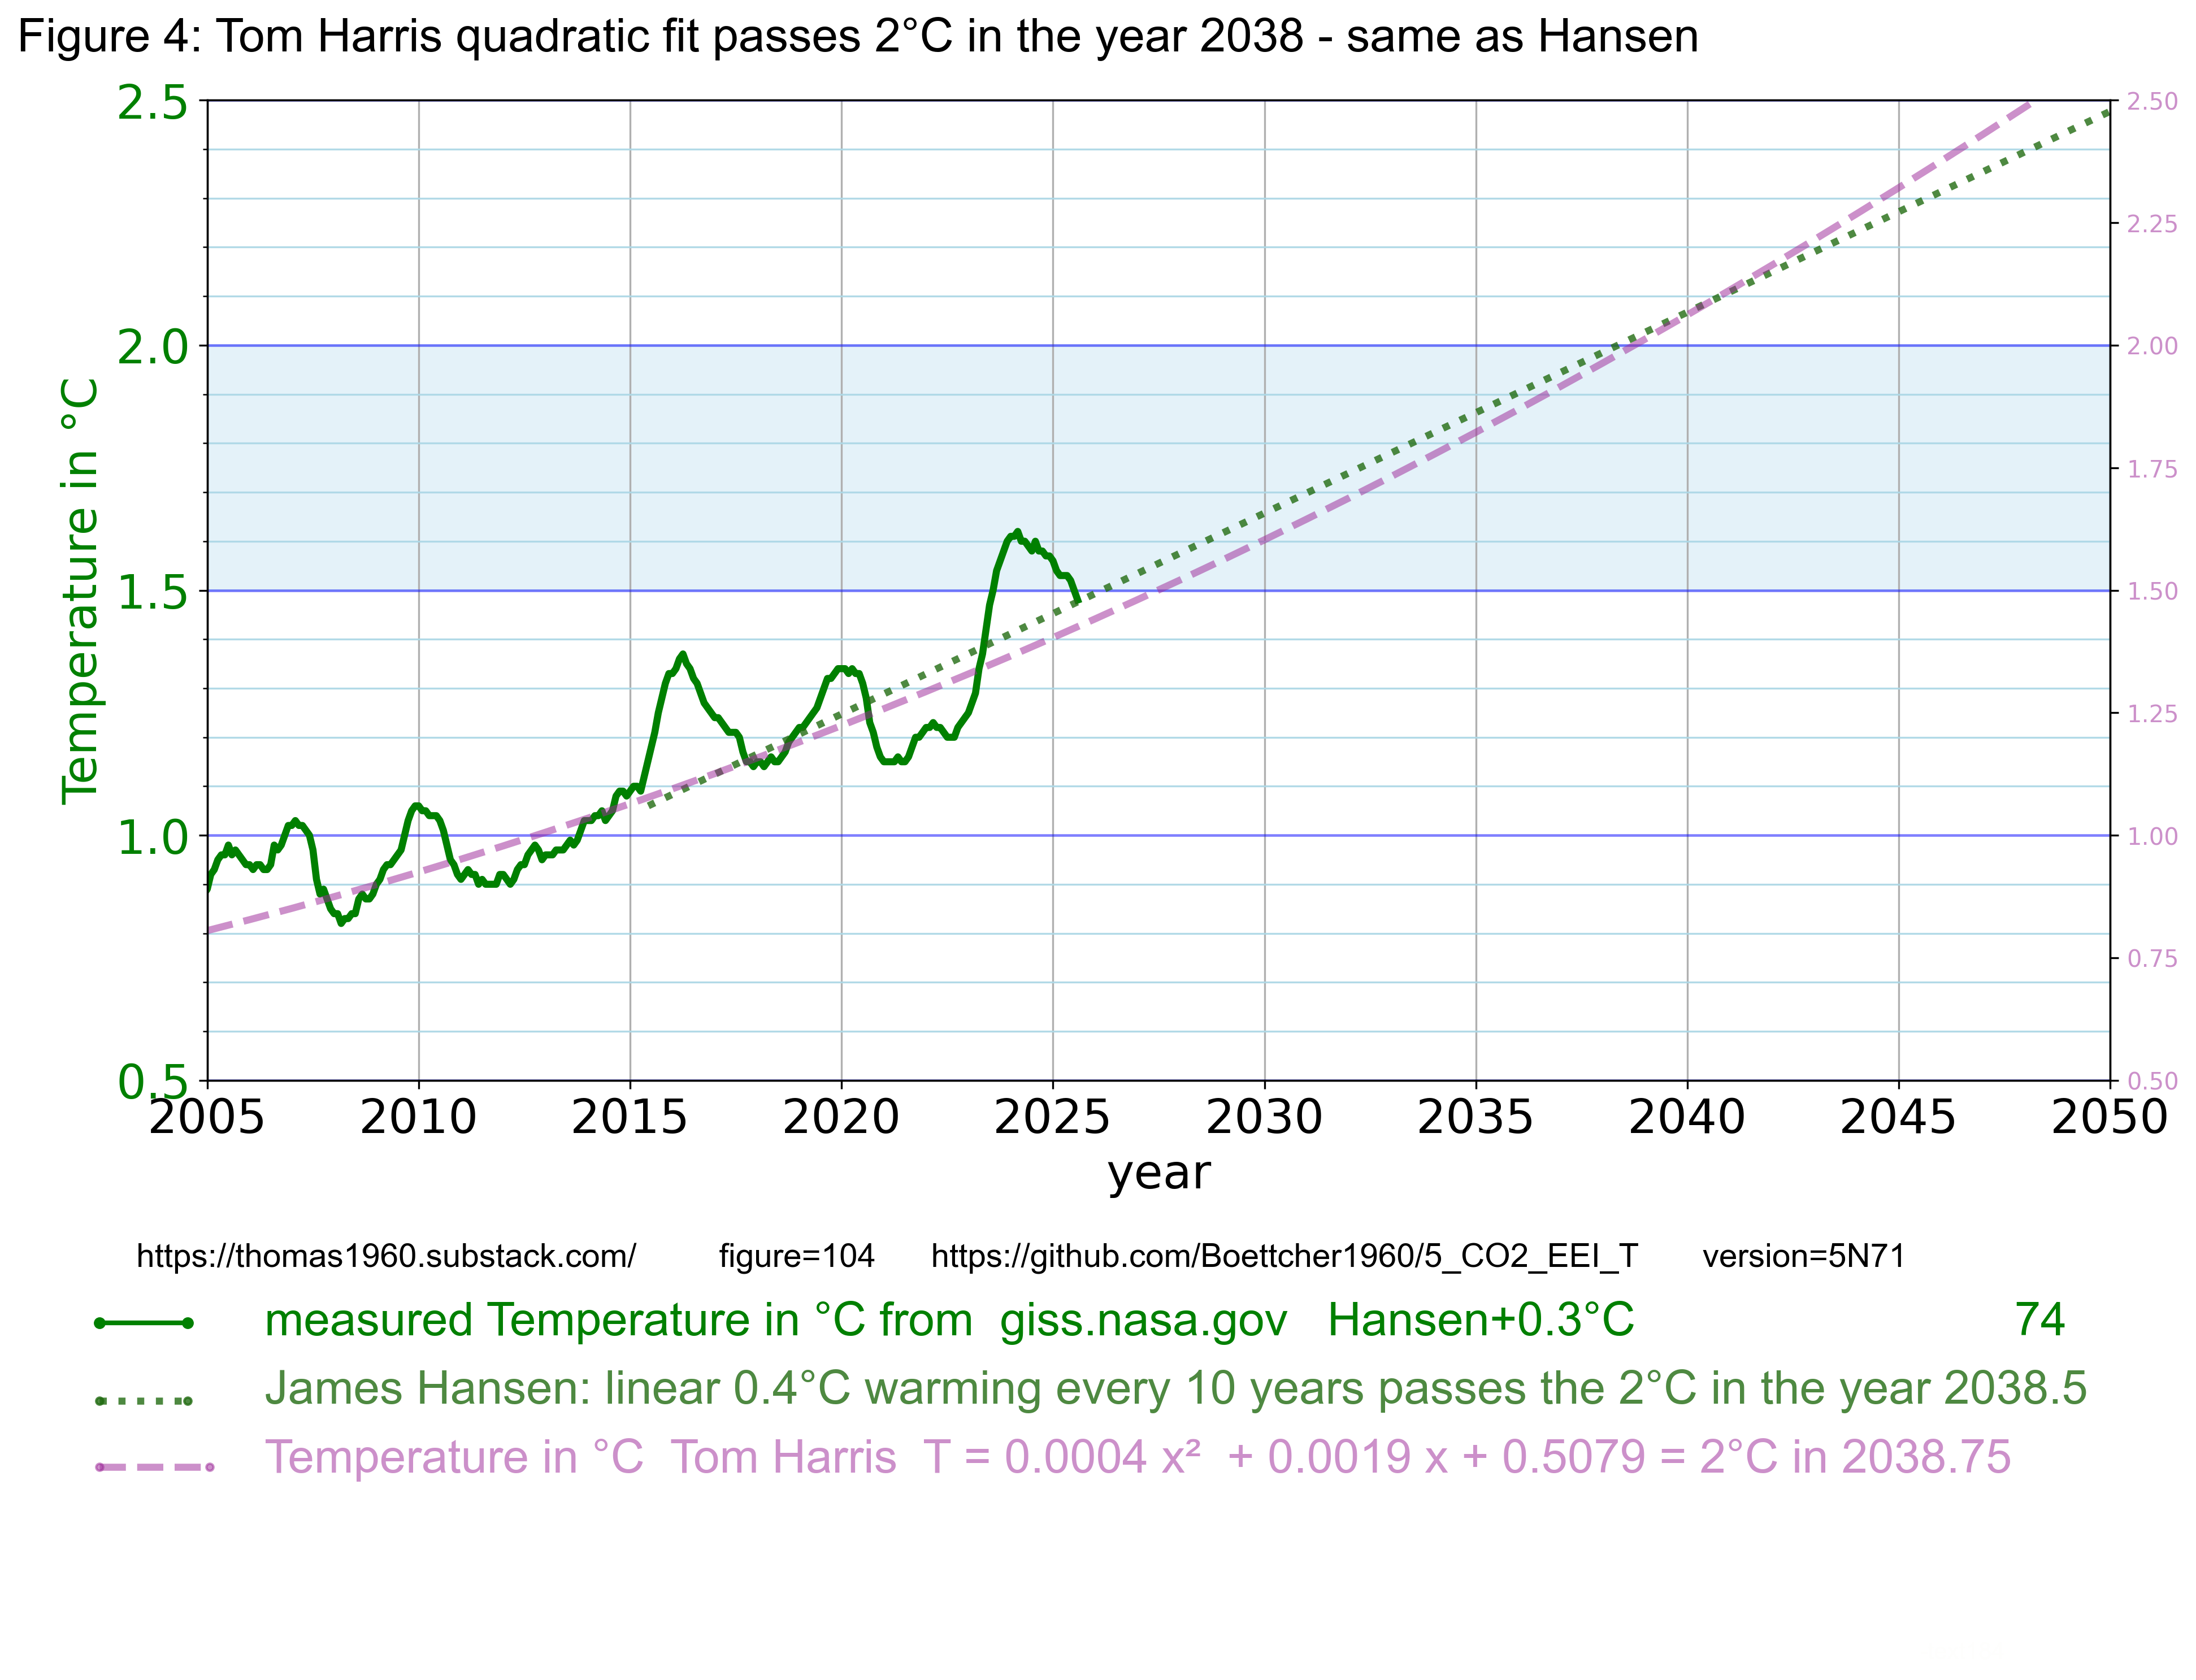 Figure 4: Tom Harris quadratic fit passes 2°C in the year 2038 - same as Hansen
2.5
2.0
1.5
1.0
0.5
Temperature in °C
2.50
2.25
2.00
1.75
1.50
1.25
1.00
0.75
0.50
2005 2010 2015 2020 2025 2030 2035 2040 2045 2050
year
https://thomas1960.substack.com/ figure=104 https://github.com/Boettcher1960/5_CO2_EEI_T version=5N71
measured Temperature in °C from giss.nasa.gov Hansen+0.3°C 74
James Hansen: linear 0.4°C warming every 10 years passes the 2°C in the year 2038.5
Temperature in °C Tom Harris T = 0.0004 x² + 0.0019 x + 0.5079 = 2°C in 2038.75